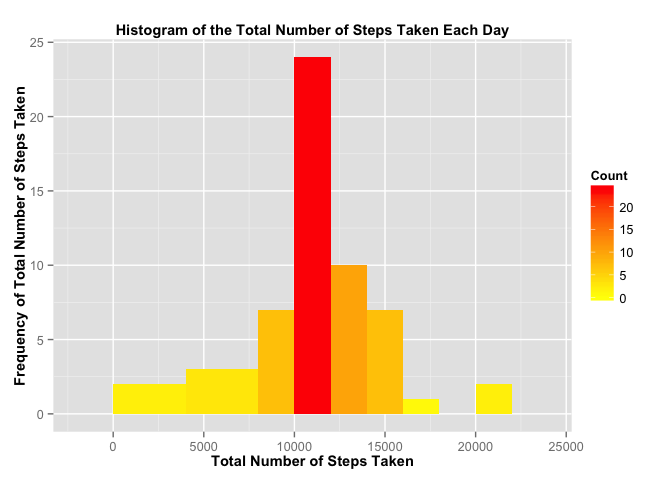 Histogram of the Total Number of Steps Taken Each Day
Frequency of Total Number of Steps Taken
25
20
15
10
5
0
0 5000 10000 15000 20000 25000
Total Number of Steps Taken
Count
20
15
10
5
0